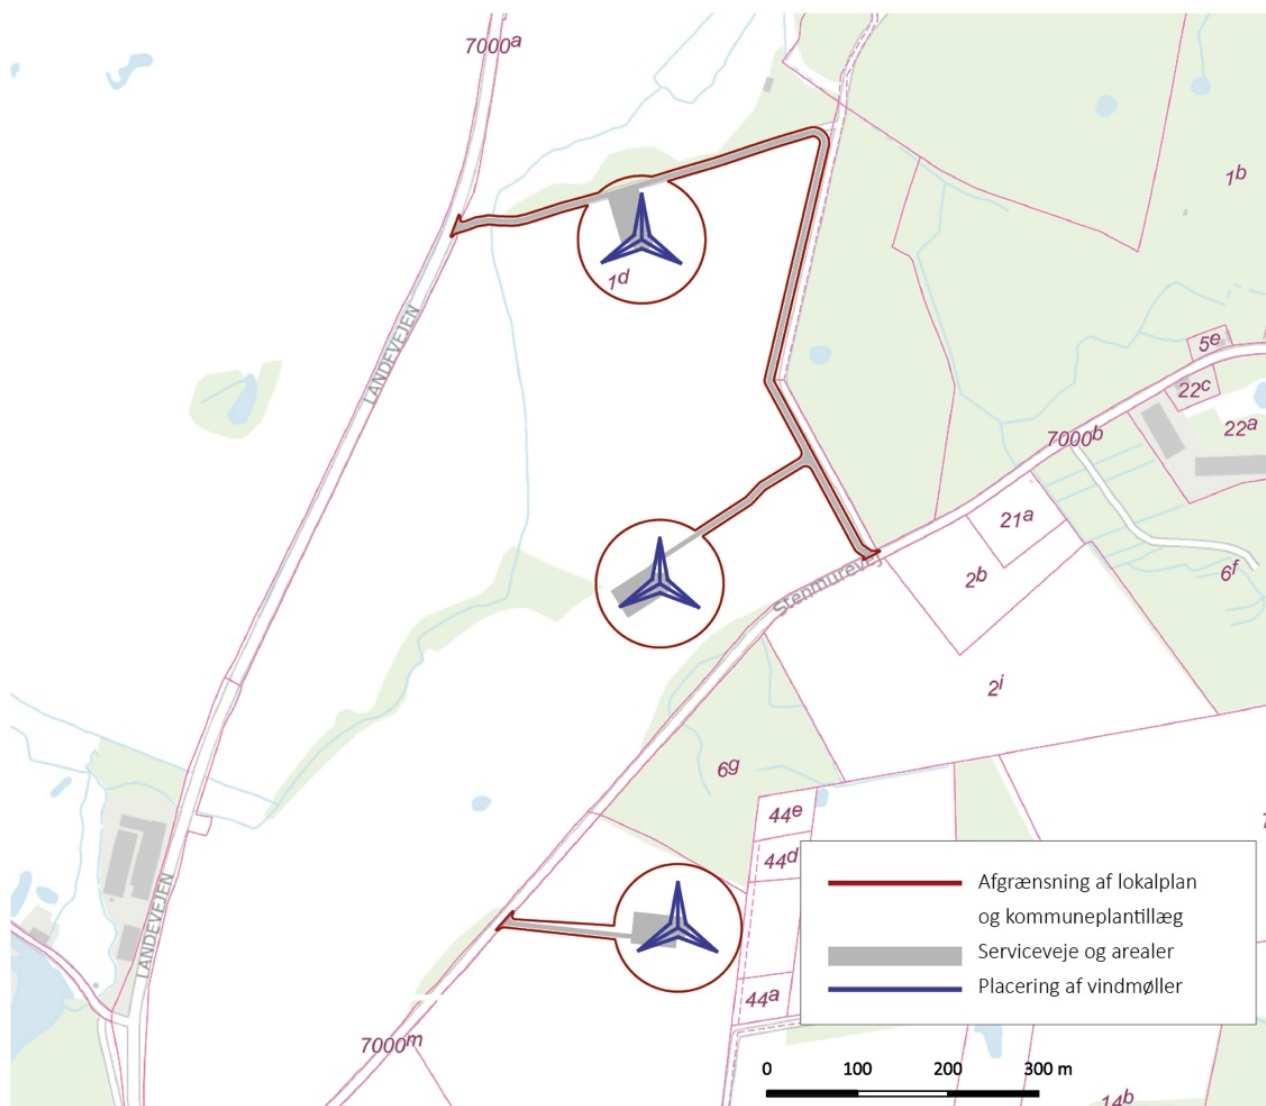 7000a
1b
1d
LANDEVEJEN
5e
22c
22a
7000b
21a
2b
6f
Stenmurevej
2i
6g
44e
44d
LANDEVEJEN
44a
7000m
14b
Afgrænsning af lokalplan
og kommuneplantillæg
Serviceveje og arealer
Placering af vindmøller
0 100 200 300 m